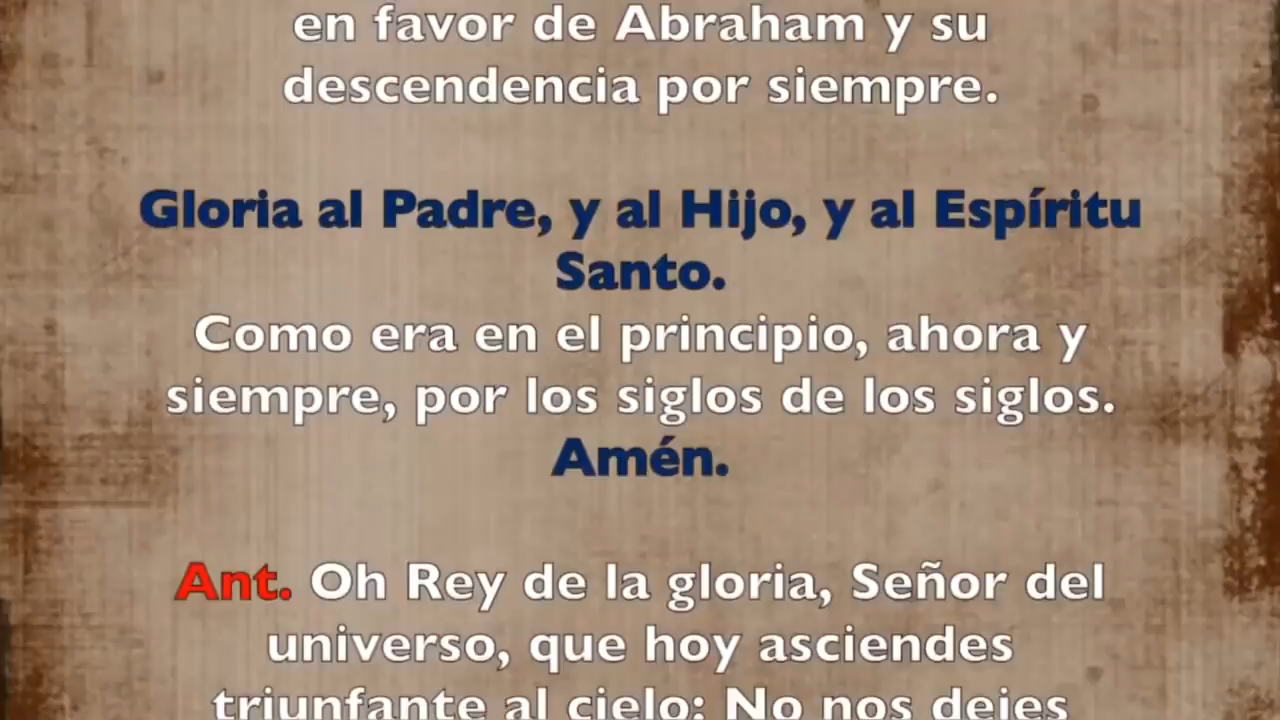 en favor de Abraham y su
descendencia por siempre.
Gloria al Padre, y al Hijo, y al Espíritu
Santo.
Como era en el principio, ahora y
siempre, por los siglos de los siglos.
Amén.
Ant. Oh Rey de la gloria, Señor del
universo, que hoy asciendes
triunfante al cielo: No nos dejes